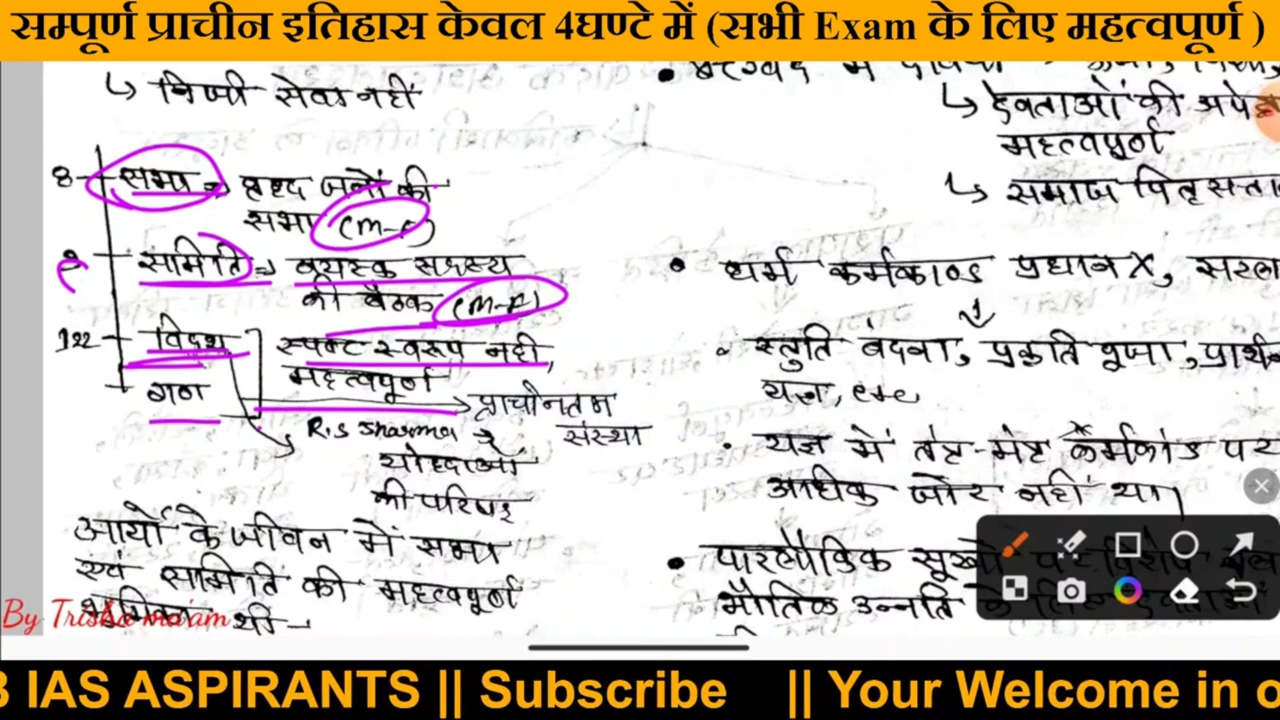 सम्पूर्ण प्राचीन इतिहास केवल 4घण्टे में (सभी Exam के लिए महत्वपूर्ण )
↳ निजी सेवा नहीं
8 सभा → वृद्ध जनों की
सभा (M-F)
9 समिति → वयस्क सदस्य
की बैठक (M-F)
विदथ स्पष्ट स्वरूप नहीं,
महत्वपूर्ण
गण
→ प्राचीनतम
संस्था
R.S Sharma →
योध्दाओं
की परिषद
आर्यों के जीवन में सभा
एवं समिति की महत्वपूर्ण
भूमिका थी -
ऋग्वेद में
↳ देवताओं की अपे
महत्वपूर्ण
↳ समाज पितृसत्ता
• धर्म कर्मकाण्ड प्रधान X, सरल
स्तुति वंदना, प्रकृति पूजा, प्रार्थ
यज्ञ, etc
• यज्ञ में तंत्र-मंत्र कर्मकांड पर
अधिक जोर नहीं था।
• पारलौकिक सुखों पर विशेष
भौतिक उन्नति के
By Trisha ma'am
IAS ASPIRANTS || Subscribe || Your Welcome in